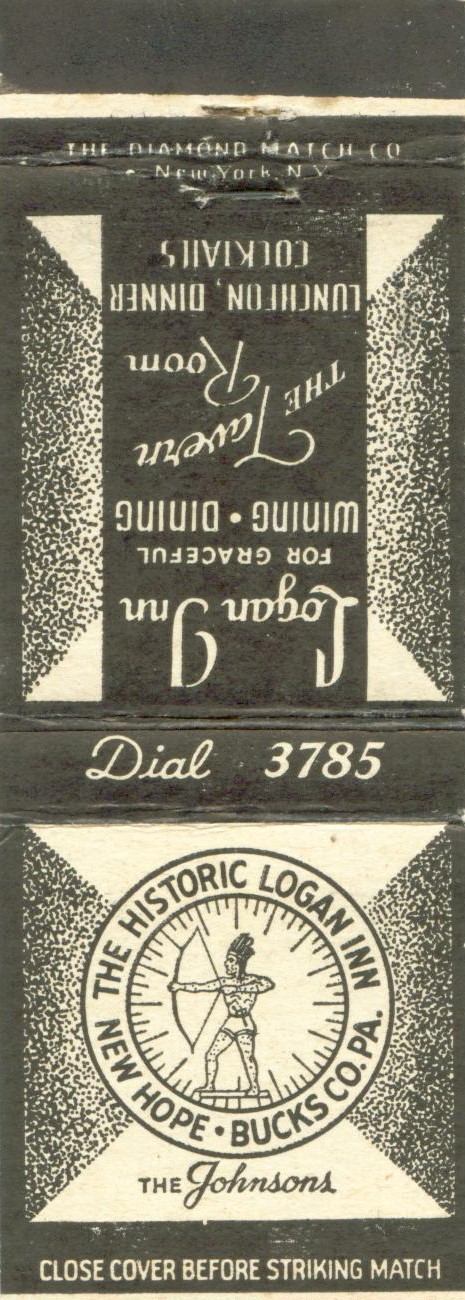 THE DIAMOND MATCH CO
New York, N.Y.
Logan Inn
FOR GRACEFUL
WINING • DINING
THE Tavern
Room
LUNCHEON, DINNER
COCKTAILS
Dial 3785
THE HISTORIC LOGAN INN
NEW HOPE • BUCKS CO. PA.
THE Johnsons
CLOSE COVER BEFORE STRIKING MATCH